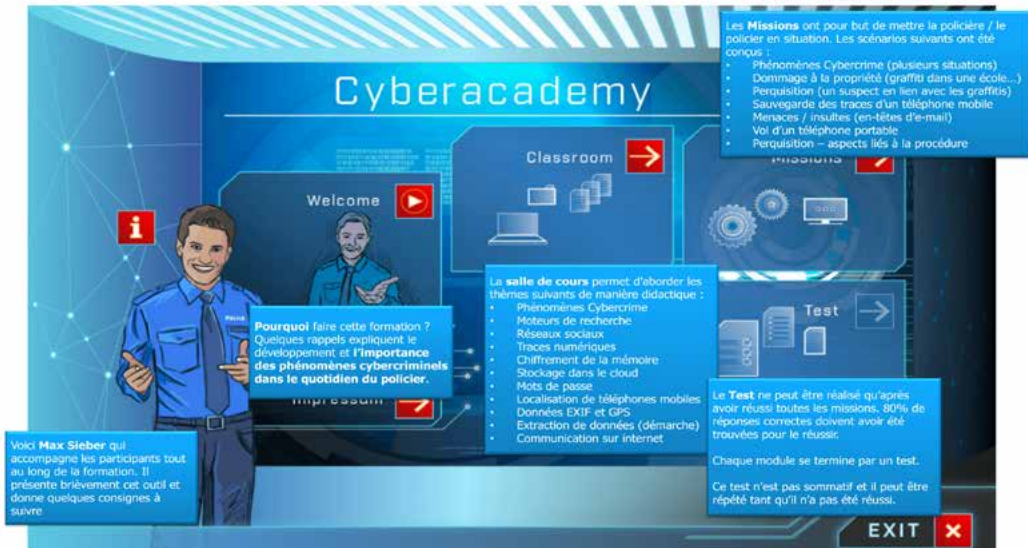 Cyberacademy
Les Missions ont pour but de mettre la policière / le
policier en situation. Les scénarios suivants ont été
conçus :
• Phénomènes Cybercrime (plusieurs situations)
• Dommage à la propriété (graffiti dans une école...)
• Perquisition (un suspect en lien avec les graffitis)
• Sauvegarde des traces d'un téléphone mobile
• Menaces / insultes (en-têtes d'e-mail)
• Vol d'un téléphone portable
• Perquisition – aspects liés à la procédure
Classroom
Missions
Welcome
i
Police
Pourquoi faire cette formation ?
Quelques rappels expliquent le
développement et l'importance
des phénomènes cybercriminels
dans le quotidien du policier.
Impressum
La salle de cours permet d'aborder les
thèmes suivants de manière didactique :
• Phénomènes Cybercrime
• Moteurs de recherche
• Réseaux sociaux
• Traces numériques
• Chiffrement de la mémoire
• Stockage dans le cloud
• Mots de passe
• Localisation de téléphones mobiles
• Données EXIF et GPS
• Extraction de données (démarche)
• Communication sur internet
Test
Le Test ne peut être réalisé qu'après
avoir réussi toutes les missions. 80% de
réponses correctes doivent avoir été
trouvées pour le réussir.
Chaque module se termine par un test.
Ce test n'est pas sommatif et il peut être
répété tant qu'il n'a pas été réussi.
Voici Max Sieber qui
accompagne les participants tout
au long de la formation. Il
présente brièvement cet outil et
donne quelques consignes à
suivre
EXIT